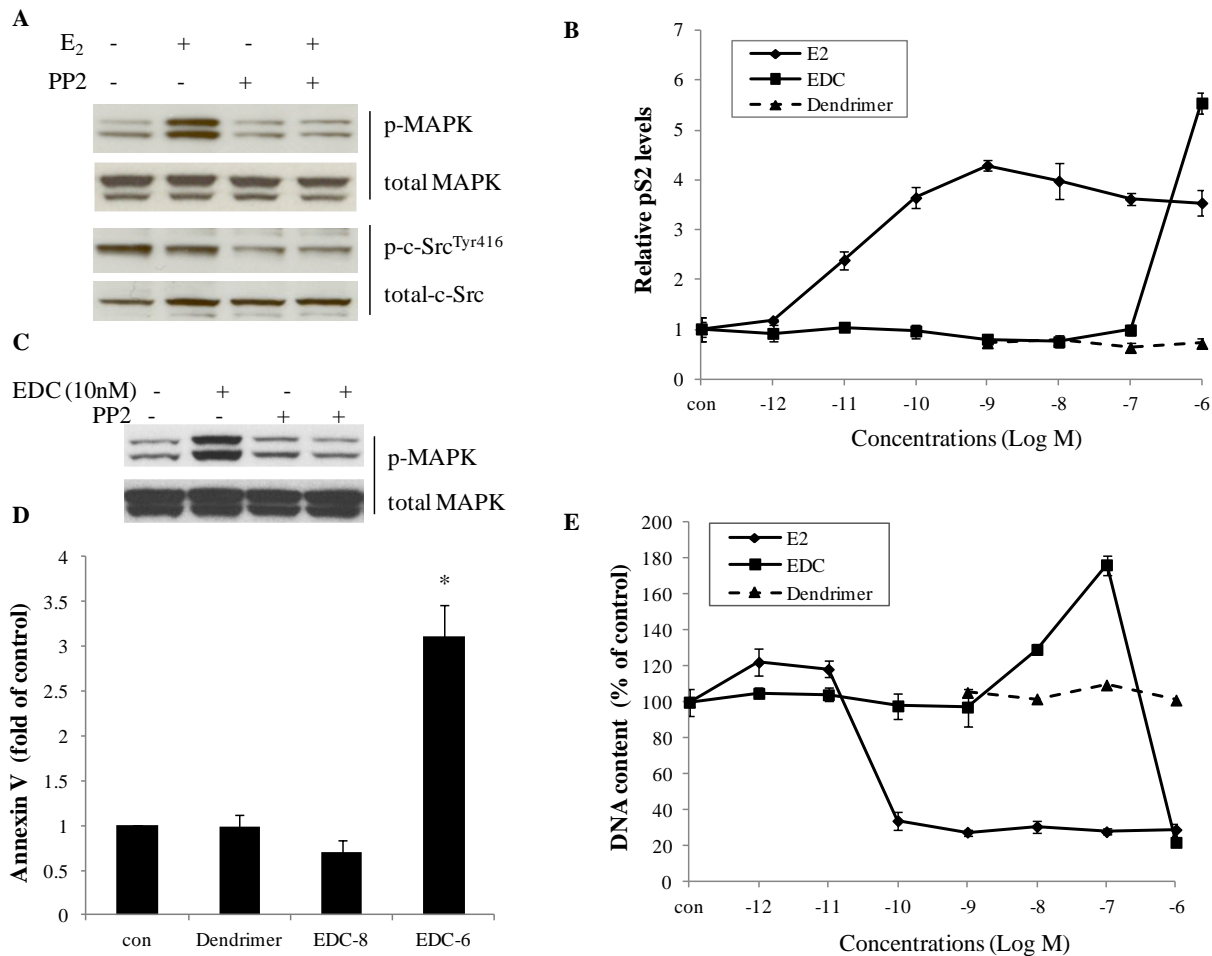 A
E2 - + - +
PP2 - - + +
p-MAPK
total MAPK
p-c-SrcTyr416
total-c-Src
B
7
6
5
4
3
2
1
0
Relative pS2 levels
E2
EDC
Dendrimer
con -12 -11 -10 -9 -8 -7 -6
Concentrations (Log M)
C
EDC (10nM) - + - +
PP2 - - + +
p-MAPK
total MAPK
D
4
3.5
3
2.5
2
1.5
1
0.5
0
Annexin V (fold of control)
*
con Dendrimer EDC-8 EDC-6
E
200
180
160
140
120
100
80
60
40
20
0
DNA content (% of control)
E2
EDC
Dendrimer
con -12 -11 -10 -9 -8 -7 -6
Concentrations (Log M)